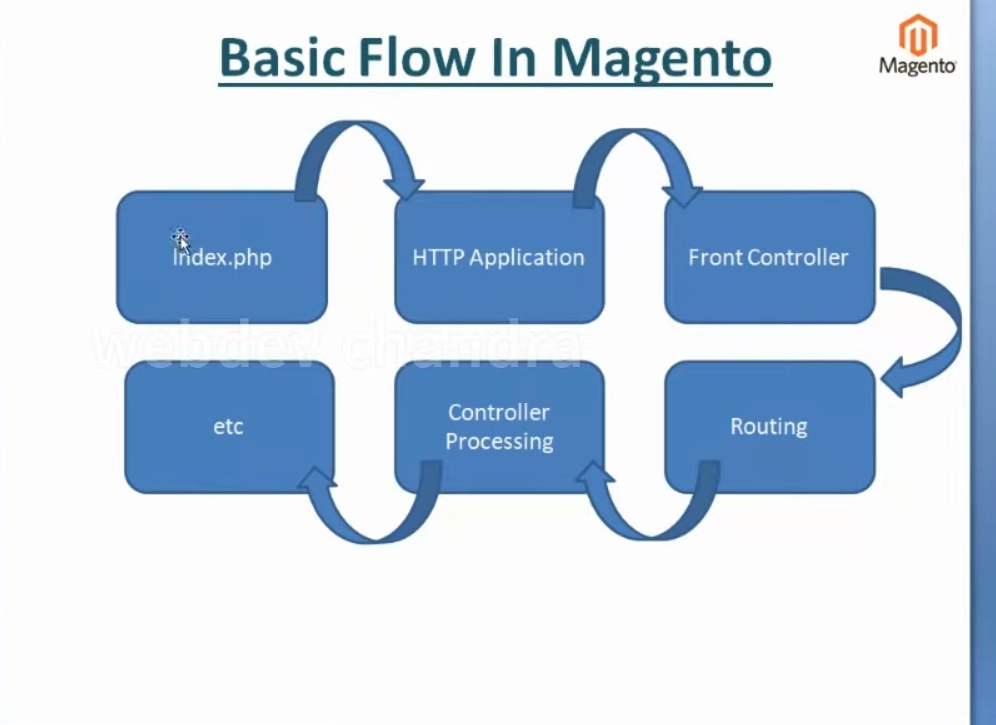 Basic Flow In Magento
Magento
Index.php
HTTP Application
Front Controller
webdev chandra
etc
Controller
Processing
Routing